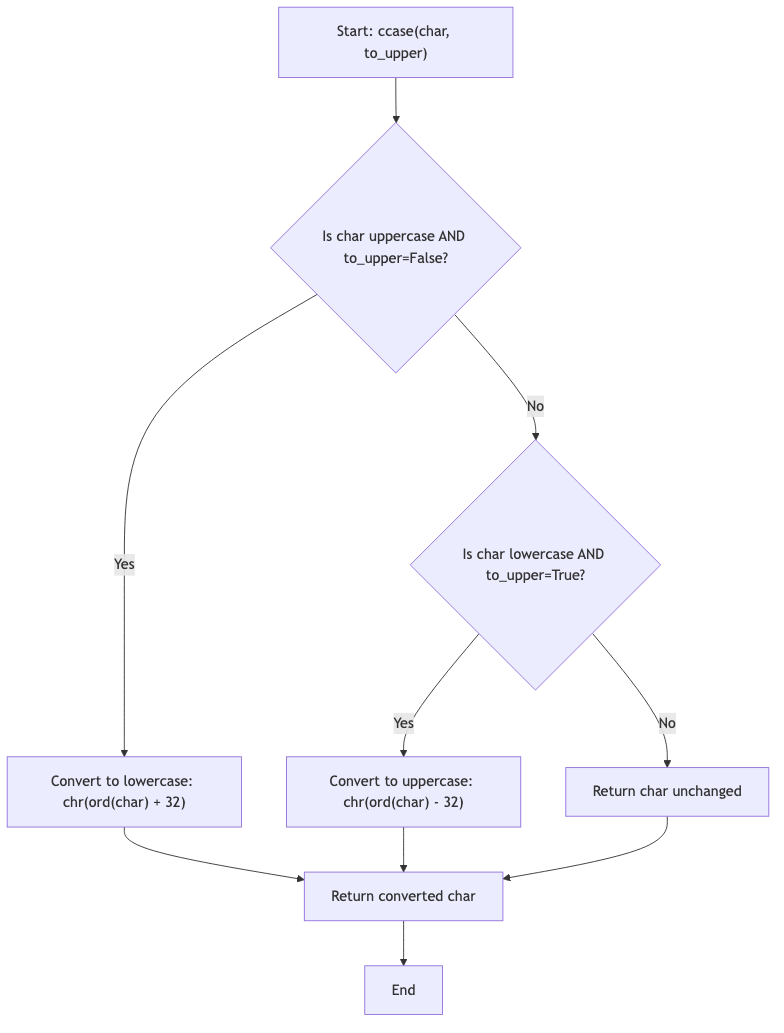 Start: ccase(char,
to_upper)
Is char uppercase AND
to_upper=False?
No
Yes
Is char lowercase AND
to_upper=True?
Yes
No
Convert to lowercase:
chr(ord(char) + 32)
Convert to uppercase:
chr(ord(char) - 32)
Return char unchanged
Return converted char
End